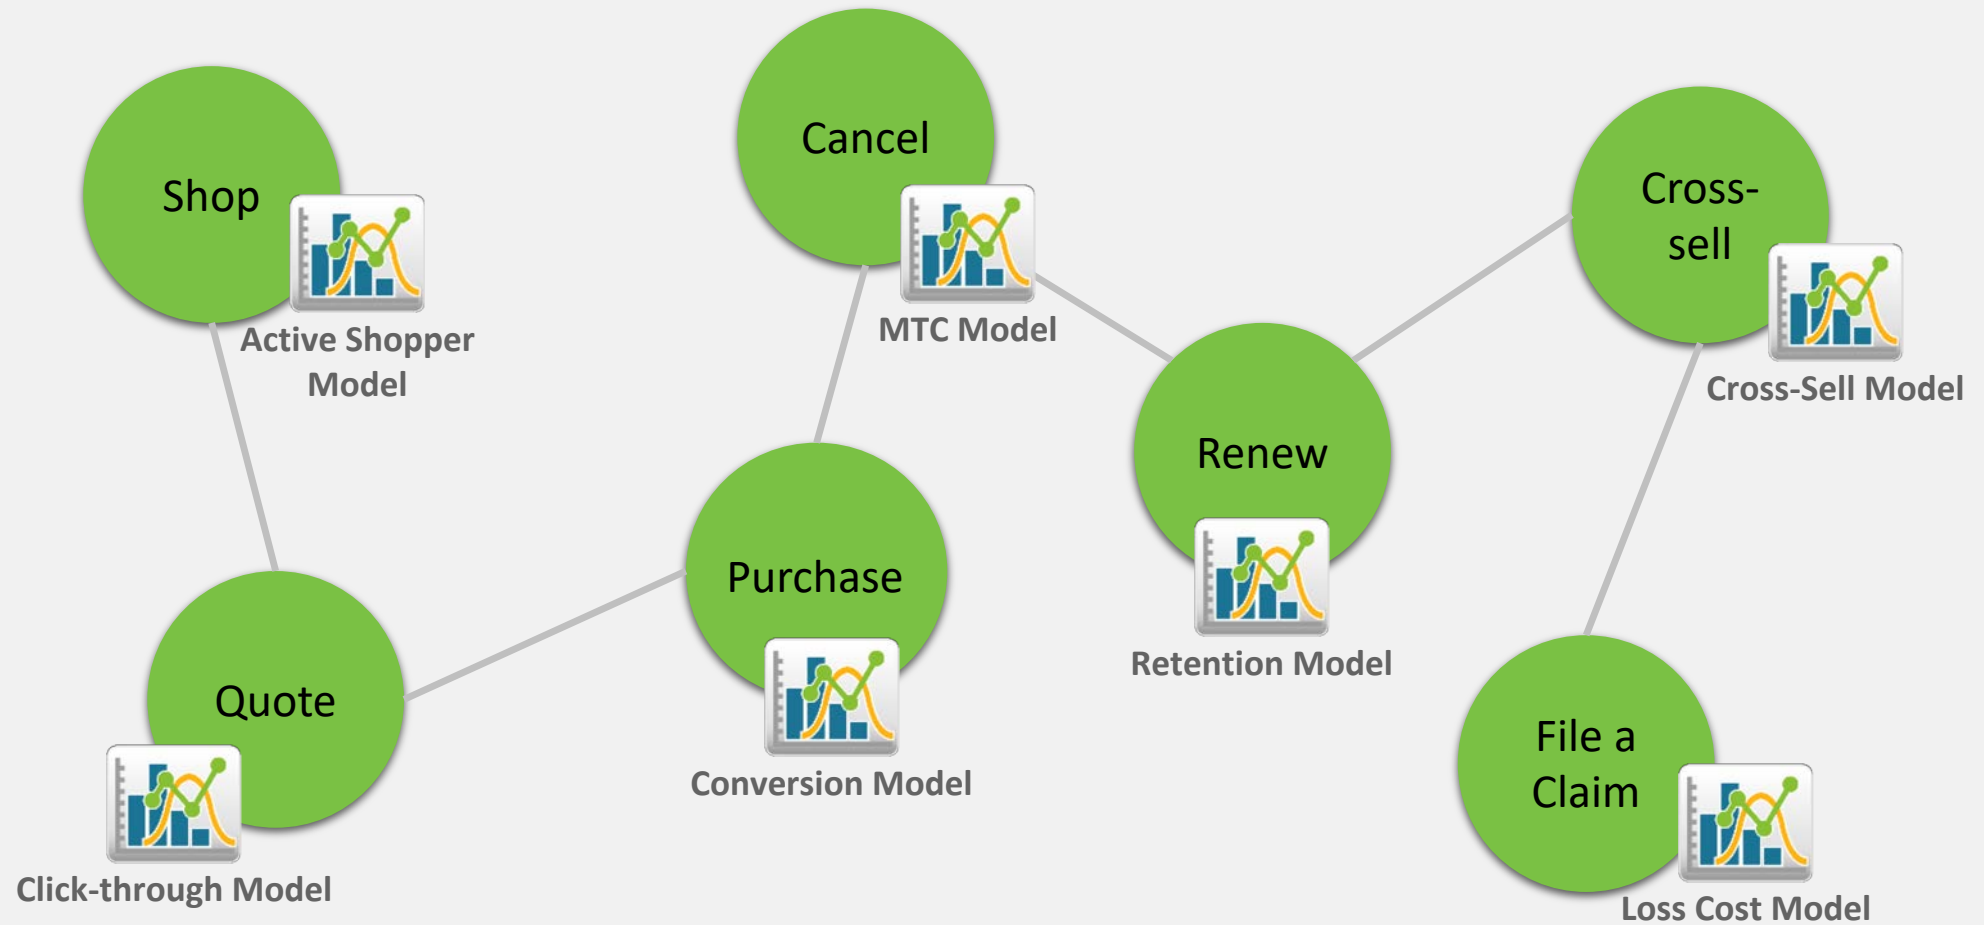 Shop
Active Shopper
Model
Quote
Click-through Model
Purchase
Conversion Model
Cancel
MTC Model
Renew
Retention Model
Cross-
sell
Cross-Sell Model
File a
Claim
Loss Cost Model